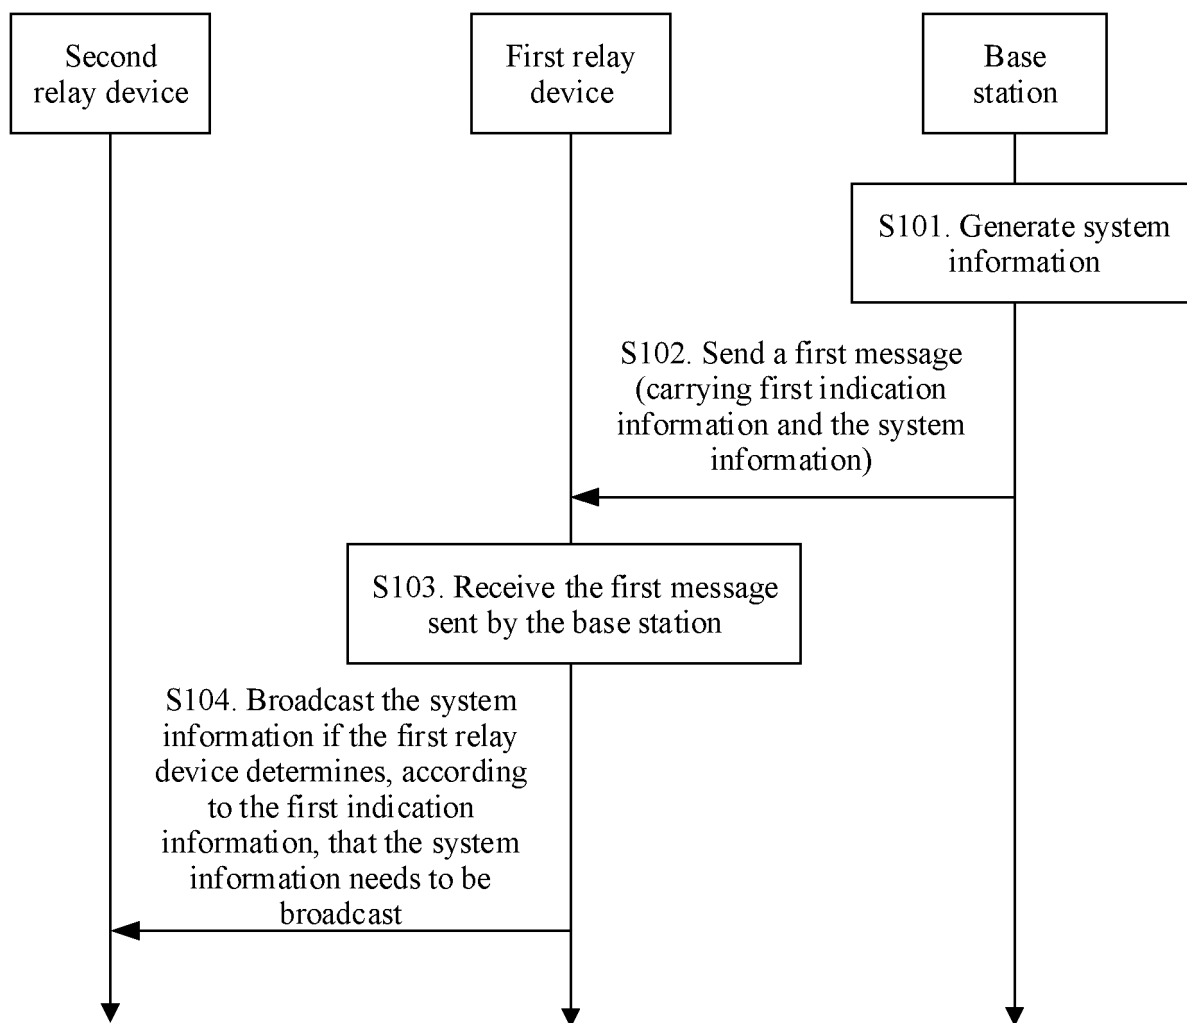 Second
relay device
First relay
device
Base
station
S101. Generate system
information
S102. Send a first message
(carrying first indication
information and the system
information)
S103. Receive the first message
sent by the base station
S104. Broadcast the system
information if the first relay
device determines, according
to the first indication
information, that the system
information needs to be
broadcast